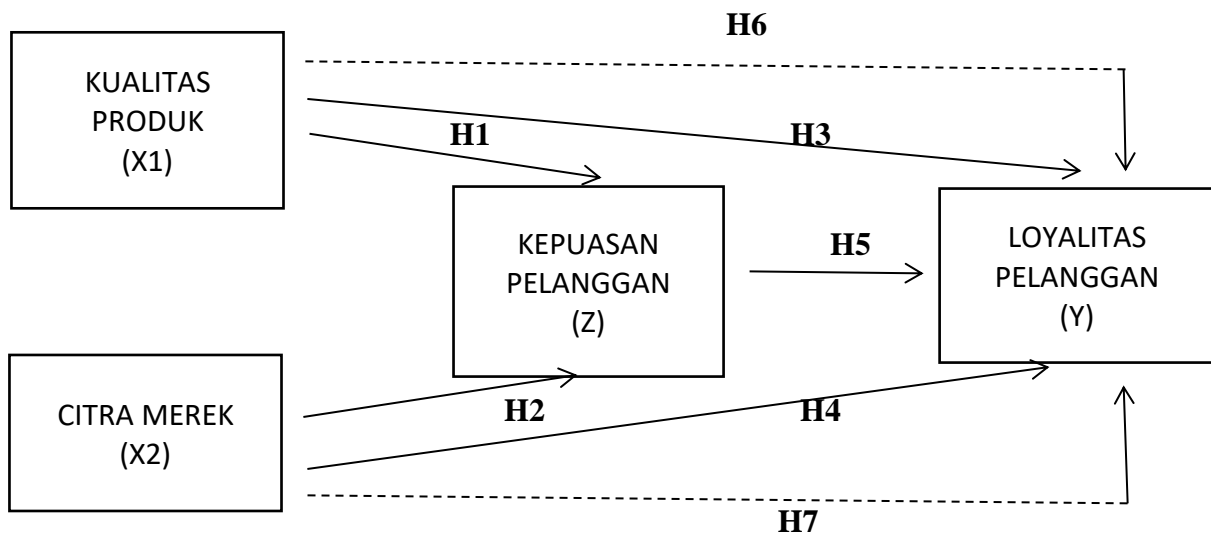 H6
KUALITAS
PRODUK
(X1)
H1
H3
KEPUASAN
PELANGGAN
(Z)
H5
LOYALITAS
PELANGGAN
(Y)
CITRA MEREK
(X2)
H2
H4
H7